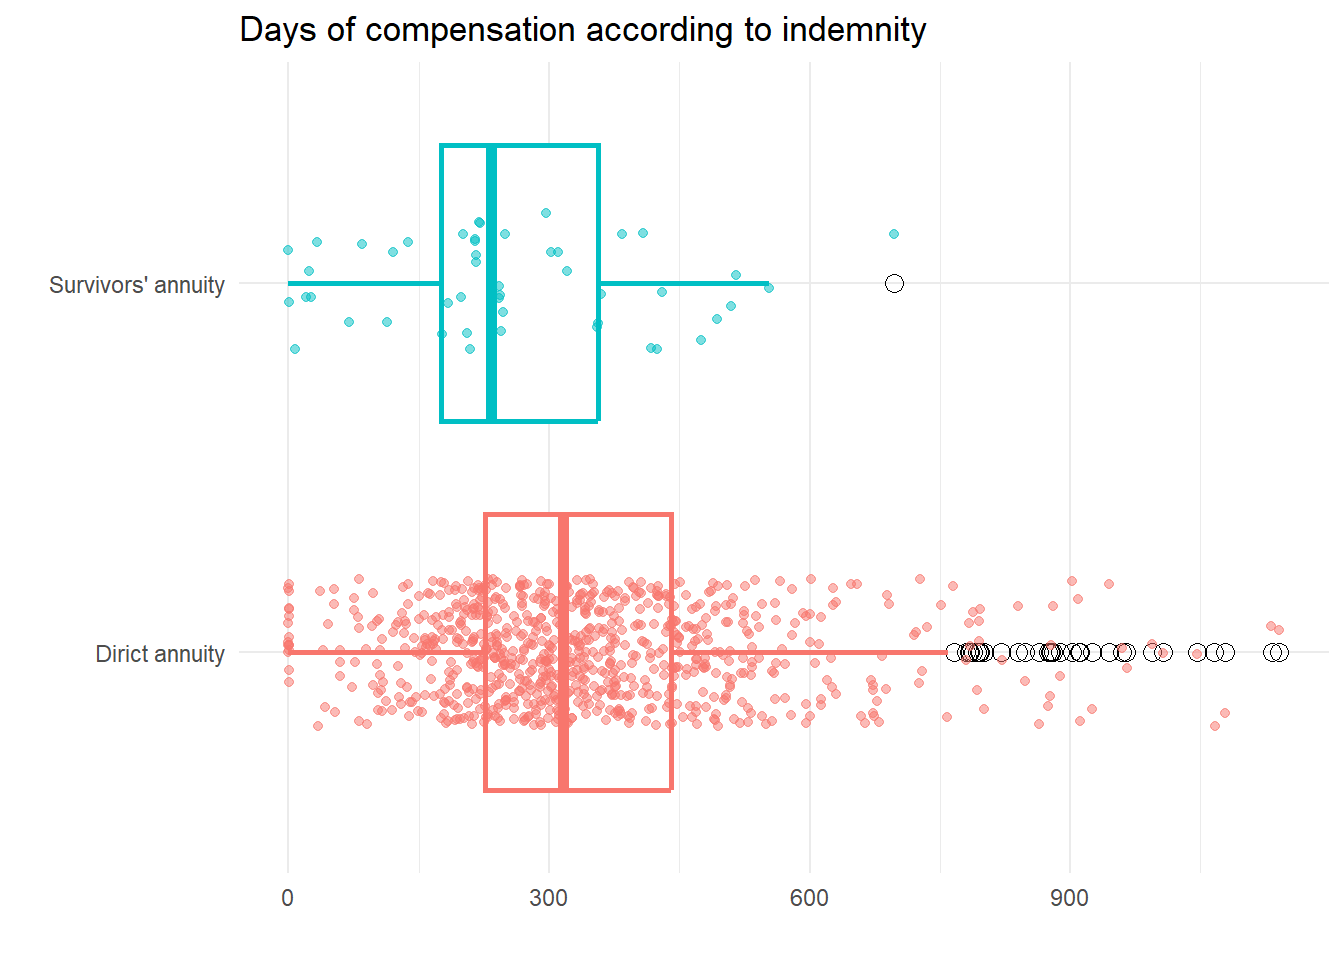 Days of compensation according to indemnity
Survivors' annuity
Dirict annuity
0 300 600 900